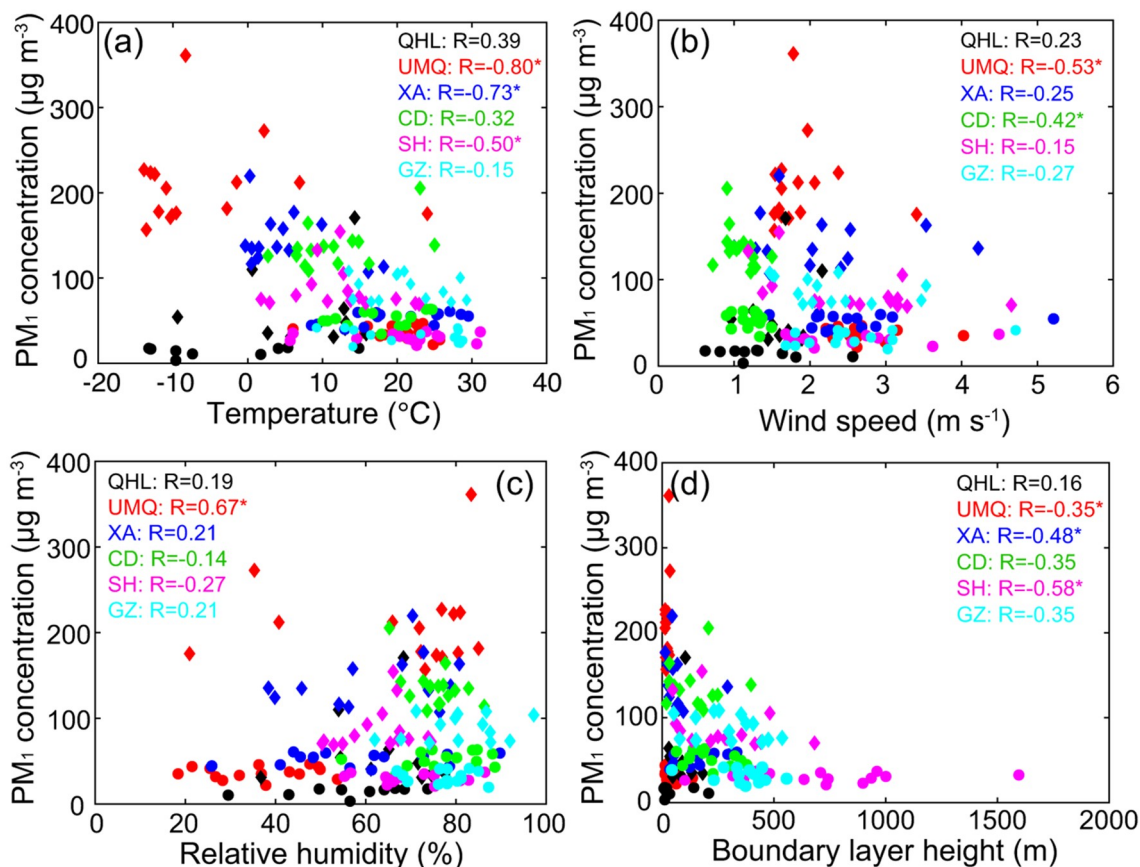 (a)
PM₁ concentration (µg m⁻³)
400
300
200
100
0
QHL: R=0.39
UMQ: R=-0.80*
XA: R=-0.73*
CD: R=-0.32
SH: R=-0.50*
GZ: R=-0.15
-20 -10 0 10 20 30 40
Temperature (°C)
(b)
PM₁ concentration (µg m⁻³)
400
300
200
100
0
QHL: R=0.23
UMQ: R=-0.53*
XA: R=-0.25
CD: R=-0.42*
SH: R=-0.15
GZ: R=-0.27
0 1 2 3 4 5 6
Wind speed (m s⁻¹)
(c)
PM₁ concentration (µg m⁻³)
400
300
200
100
0
QHL: R=0.19
UMQ: R=0.67*
XA: R=0.21
CD: R=-0.14
SH: R=-0.27
GZ: R=0.21
0 20 40 60 80 100
Relative humidity (%)
(d)
PM₁ concentration (µg m⁻³)
400
300
200
100
0
QHL: R=0.16
UMQ: R=-0.35*
XA: R=-0.48*
CD: R=-0.35
SH: R=-0.58*
GZ: R=-0.35
0 500 1000 1500 2000
Boundary layer height (m)